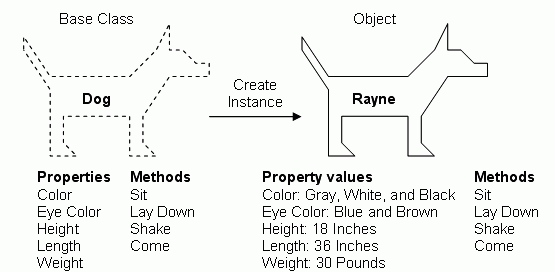 Base Class
Object
Dog
Create
Instance
Rayne
Properties
Color
Eye Color
Height
Length
Weight
Methods
Sit
Lay Down
Shake
Come
Property values
Color: Gray, White, and Black
Eye Color: Blue and Brown
Height: 18 Inches
Length: 36 Inches
Weight: 30 Pounds
Methods
Sit
Lay Down
Shake
Come